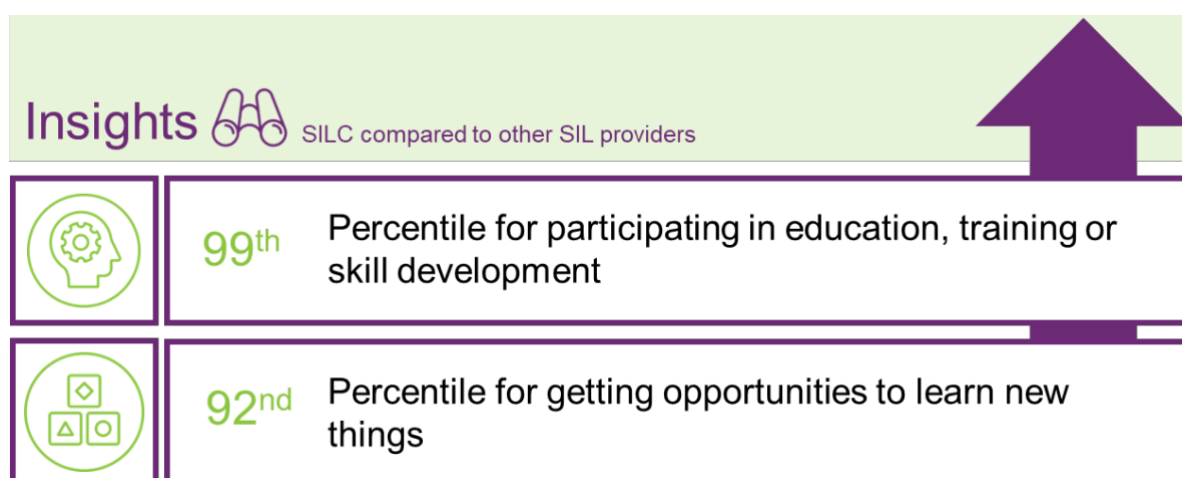 Insights SILC compared to other SIL providers
99th Percentile for participating in education, training or
skill development
92nd Percentile for getting opportunities to learn new
things